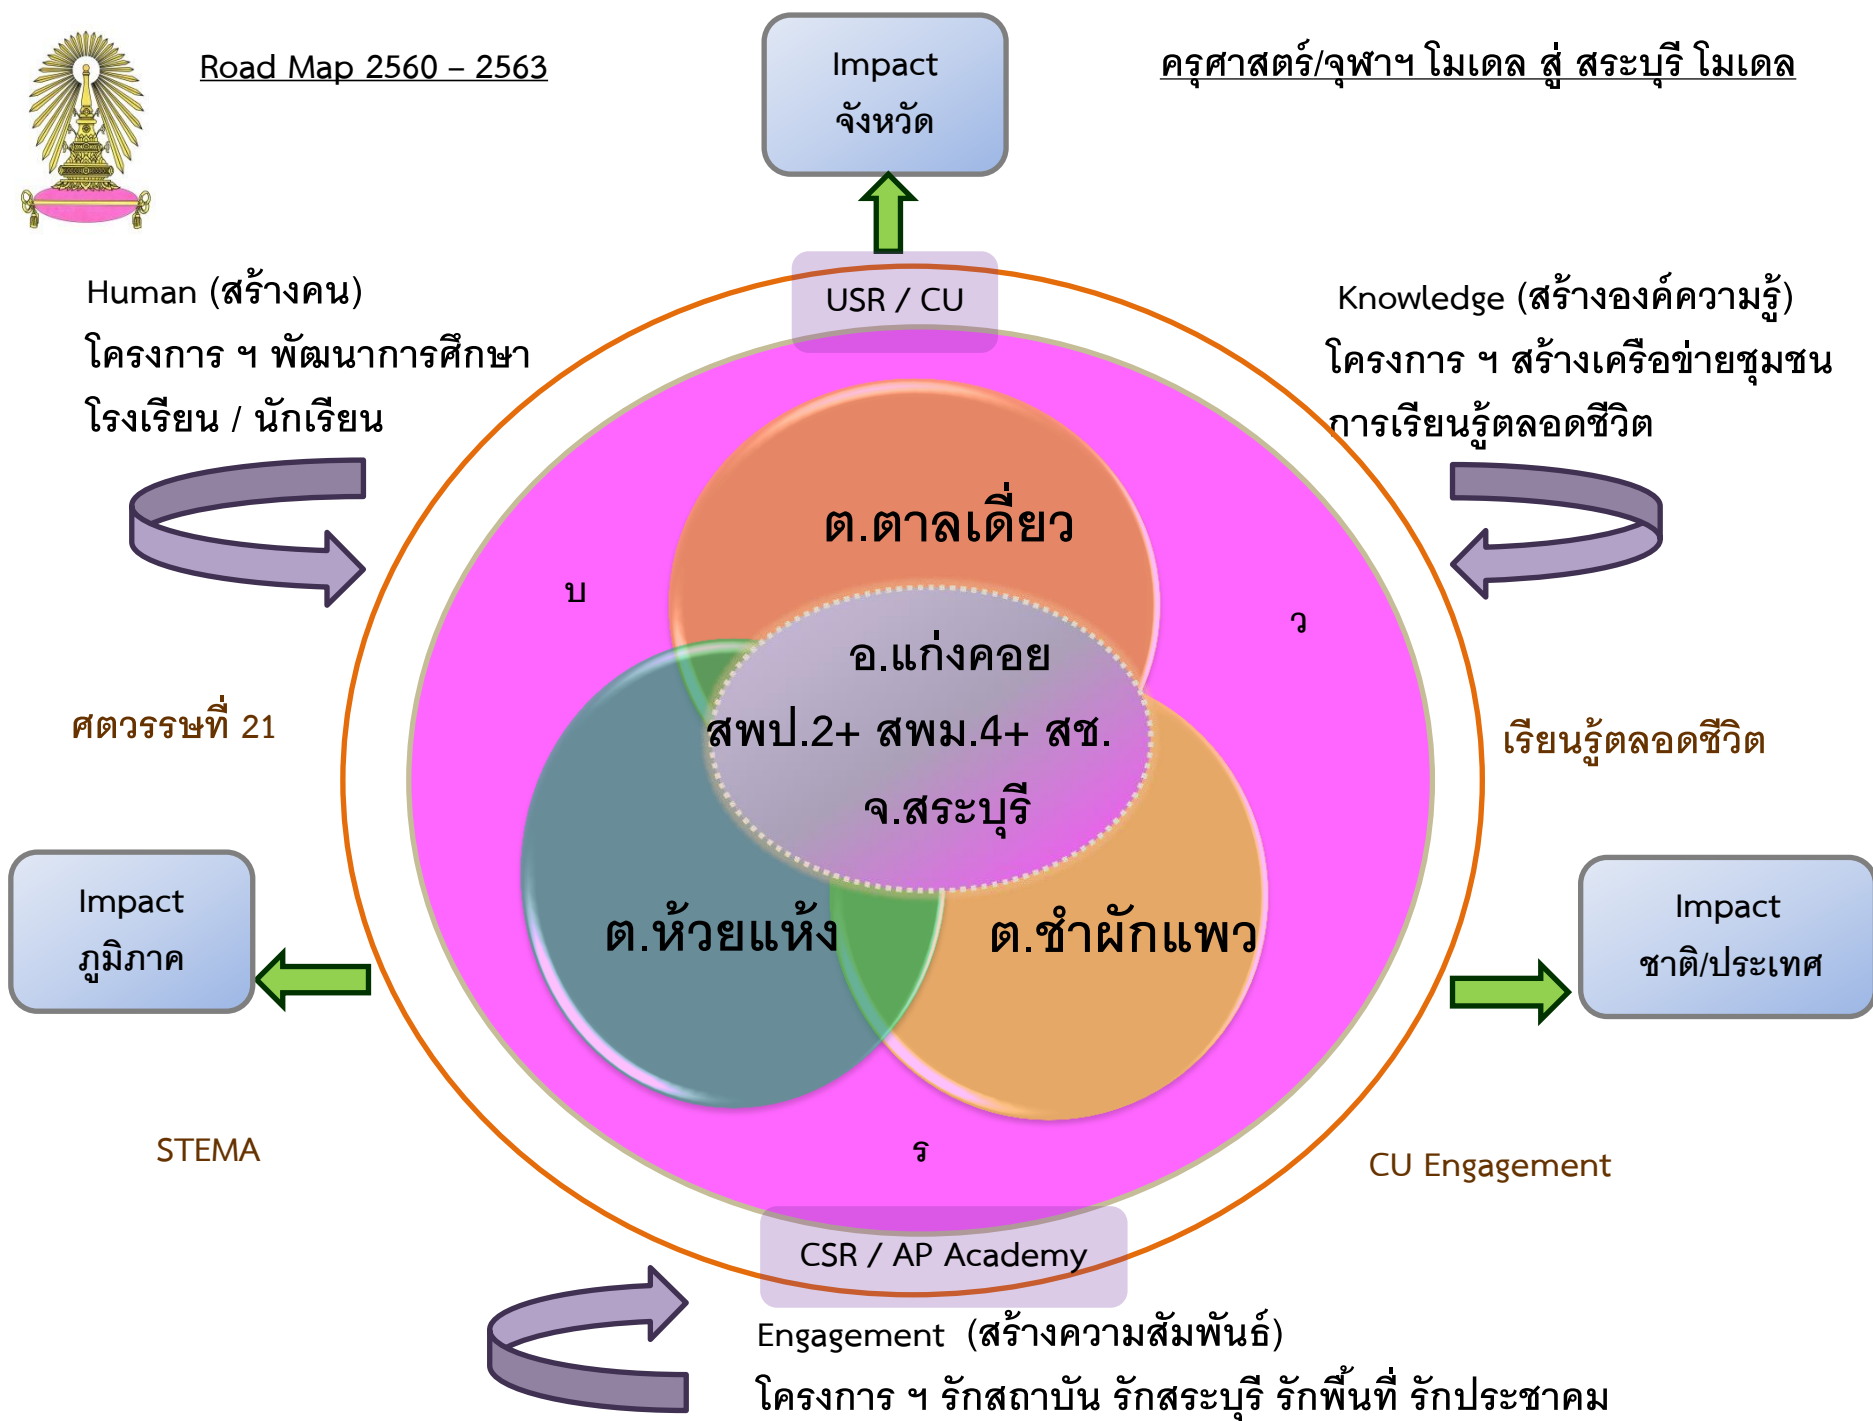 Road Map 2560 – 2563
Impact
จังหวัด
ครุศาสตร์/จุฬาฯ โมเดล สู่ สระบุรี โมเดล
USR / CU
Human (สร้างคน)
โครงการ ฯ พัฒนาการศึกษา
โรงเรียน / นักเรียน
Knowledge (สร้างองค์ความรู้)
โครงการ ฯ สร้างเครือข่ายชุมชน
การเรียนรู้ตลอดชีวิต
ต.ตาลเดี่ยว
บ
ว
อ.แก่งคอย
สพป.2+ สพม.4+ สช.
จ.สระบุรี
ศตวรรษที่ 21
เรียนรู้ตลอดชีวิต
Impact
ภูมิภาค
ต.ห้วยแห้ง
ต.ชำผักแพว
Impact
ชาติ/ประเทศ
STEMA
ร
CU Engagement
CSR / AP Academy
Engagement (สร้างความสัมพันธ์)
โครงการ ฯ รักสถาบัน รักสระบุรี รักพื้นที่ รักประชาคม